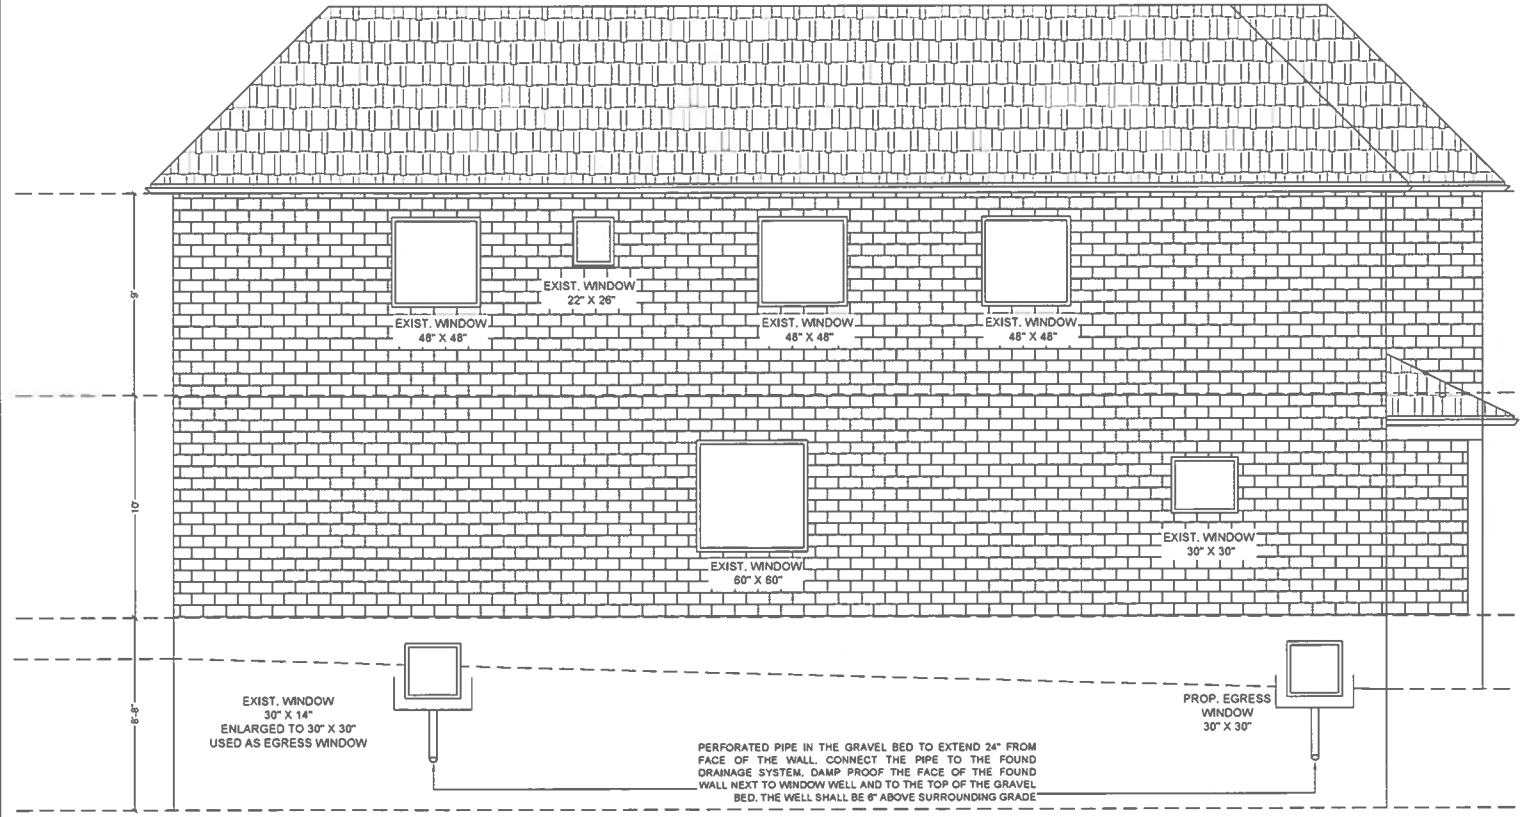 9'
EXIST. WINDOW
22" X 26"
EXIST. WINDOW
48" X 48"
EXIST. WINDOW
48" X 48"
EXIST. WINDOW
48" X 48"
10'
EXIST. WINDOW
30" X 30"
EXIST. WINDOW
60" X 60"
8'-8"
EXIST. WINDOW
30" X 14"
ENLARGED TO 30" X 30"
USED AS EGRESS WINDOW
PROP. EGRESS
WINDOW
30" X 30"
PERFORATED PIPE IN THE GRAVEL BED TO EXTEND 24" FROM
FACE OF THE WALL. CONNECT THE PIPE TO THE FOUND
DRAINAGE SYSTEM. DAMP PROOF THE FACE OF THE FOUND
WALL NEXT TO WINDOW WELL AND TO THE TOP OF THE GRAVEL
BED. THE WELL SHALL BE 6" ABOVE SURROUNDING GRADE